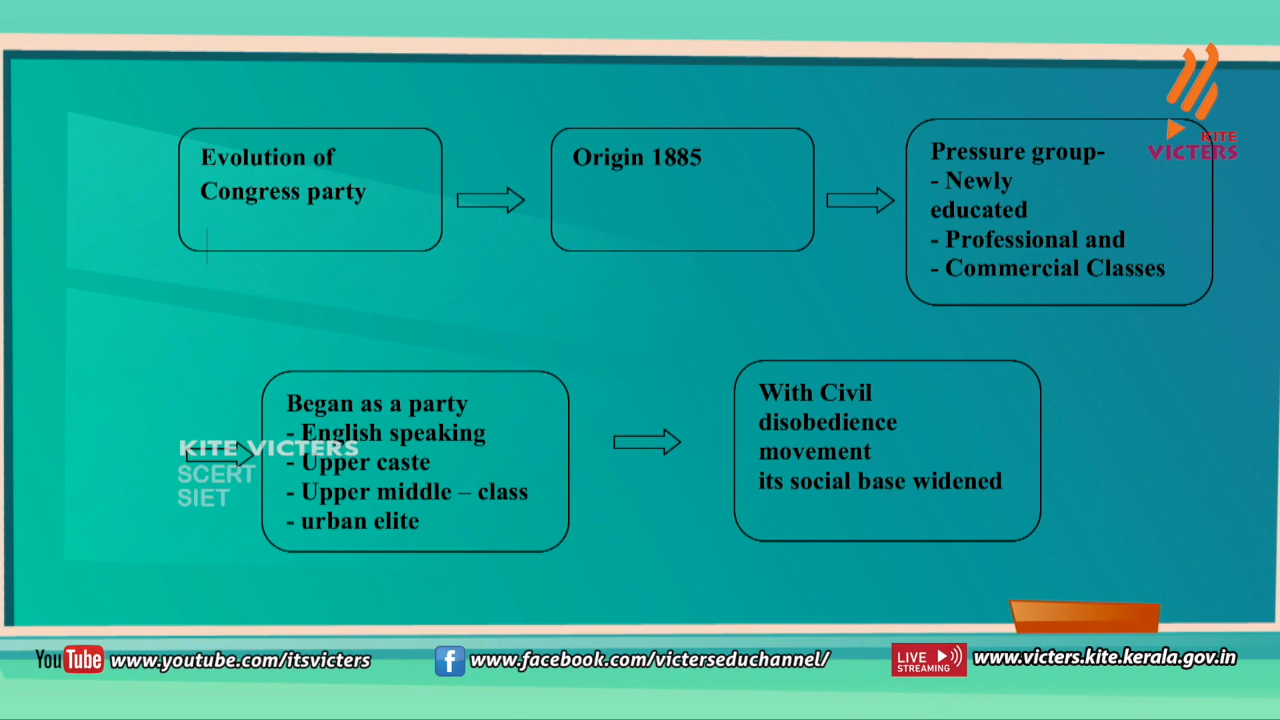 Evolution of
Congress party
Origin 1885
Pressure group-
- Newly
educated
- Professional and
- Commercial Classes
KITE
VICTERS
Began as a party
- English speaking
- Upper caste
- Upper middle – class
- urban elite
KITE VICTERS
SCERT
SIET
With Civil
disobedience
movement
its social base widened
YouTube www.youtube.com/itsvicters
f www.facebook.com/victerseduchannel/
LIVE
STREAMING
www.victers.kite.kerala.gov.in